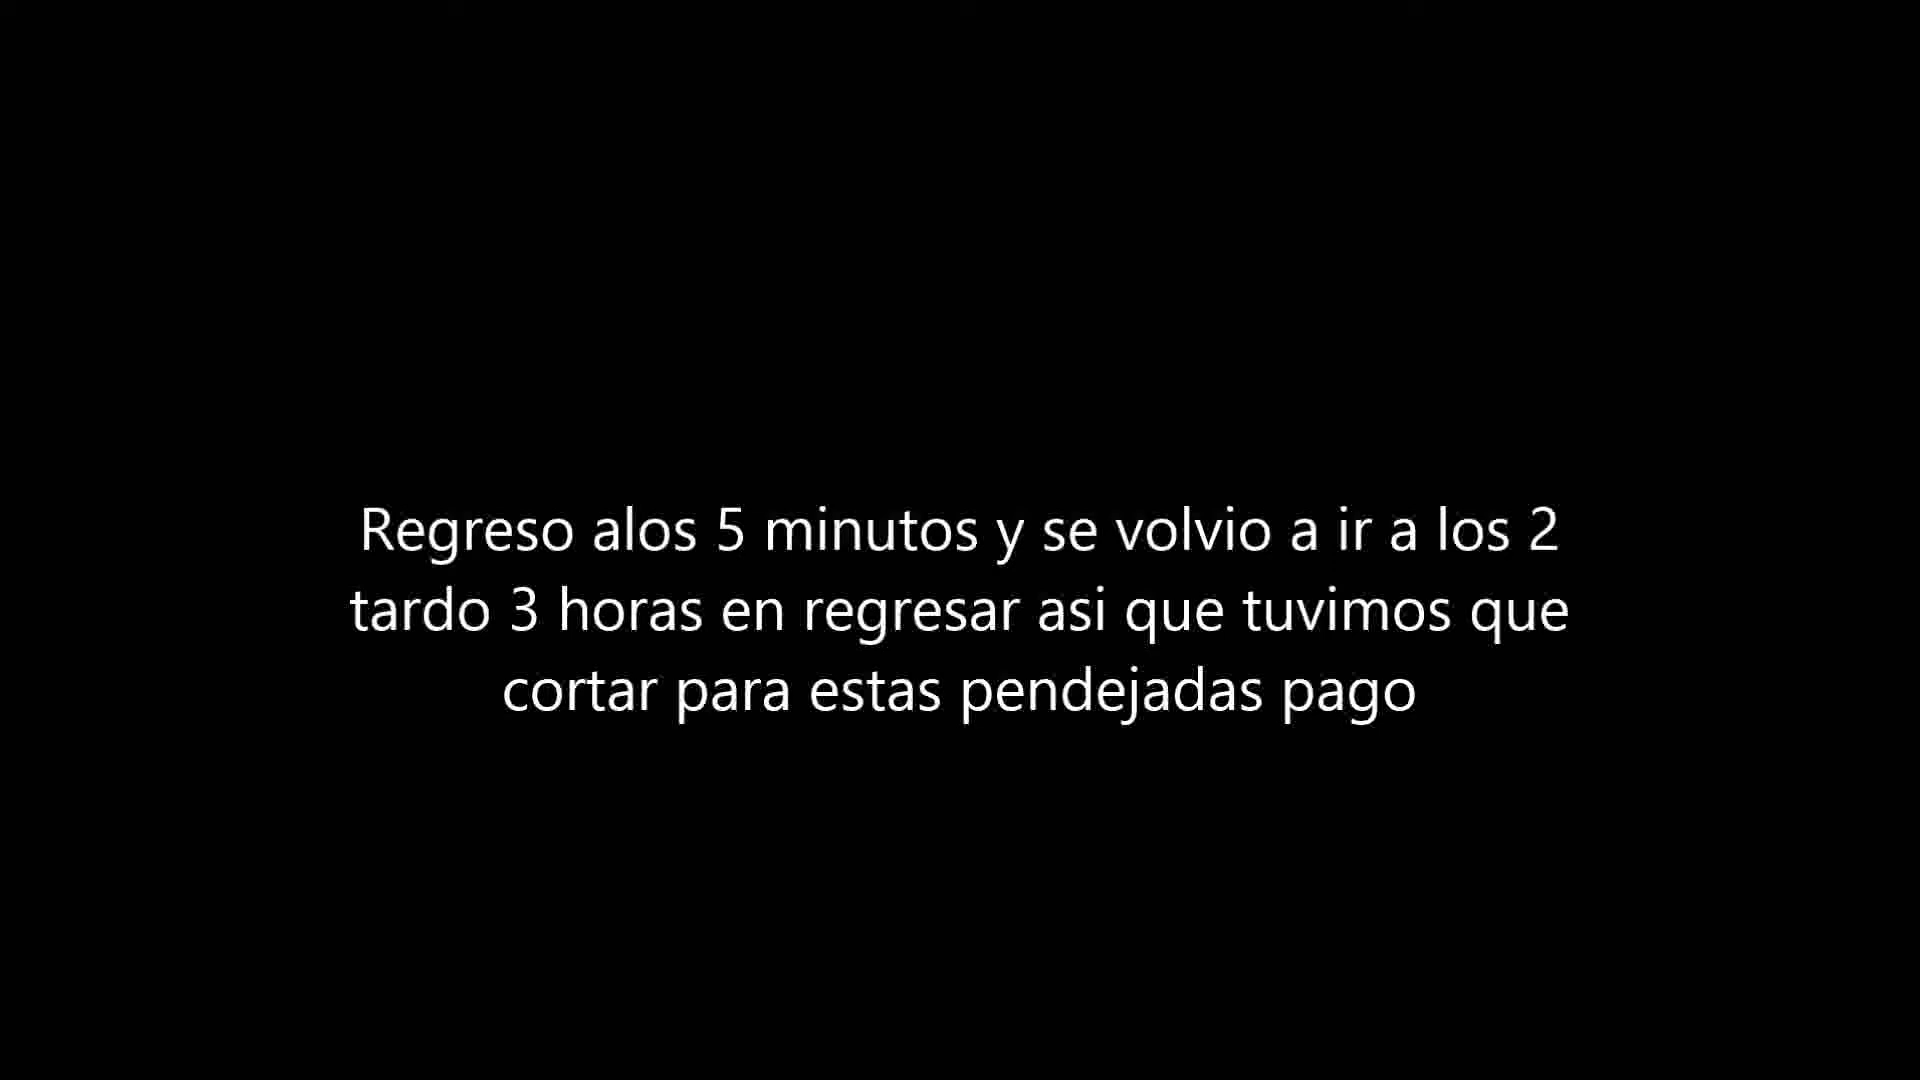 Regreso alos 5 minutos y se volvio a ir a los 2
tardo 3 horas en regresar asi que tuvimos que
cortar para estas pendejadas pago